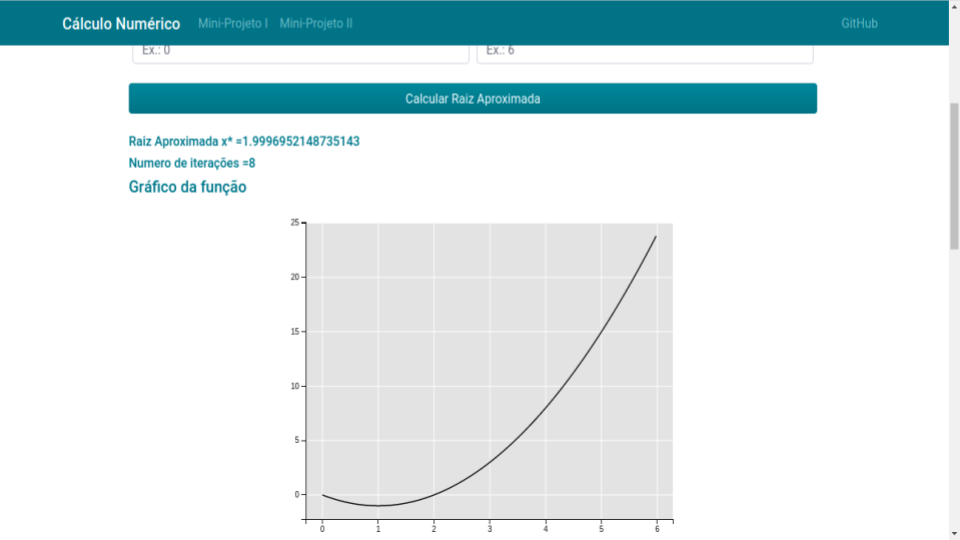 Cálculo Numérico Mini-Projeto I Mini-Projeto II GitHub
Ex.: 0 Ex.: 6
Calcular Raiz Aproximada
Raiz Aproximada x* =1.9996952148735143
Numero de iterações =8
Gráfico da função
25
20
15
10
5
0
0 1 2 3 4 5 6